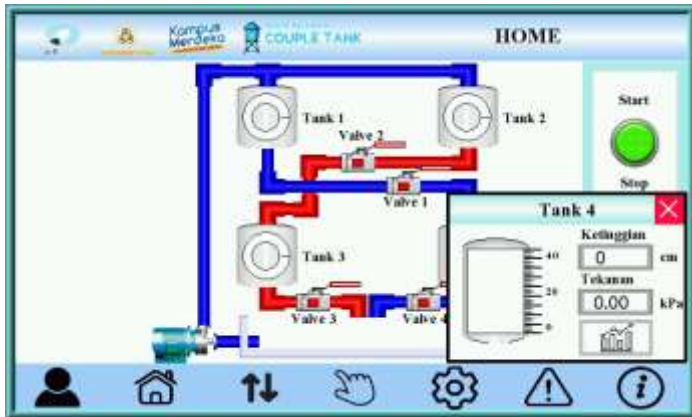 Kampus
Merdeka
COUPLE TANK
HOME
Tank 1
Tank 2
Valve 2
Valve 1
Start
Stop
Tank 3
Valve 3
Valve 4
Tank 4
Ketinggian
0 cm
Tekanan
0.00 kPa
40
20
0